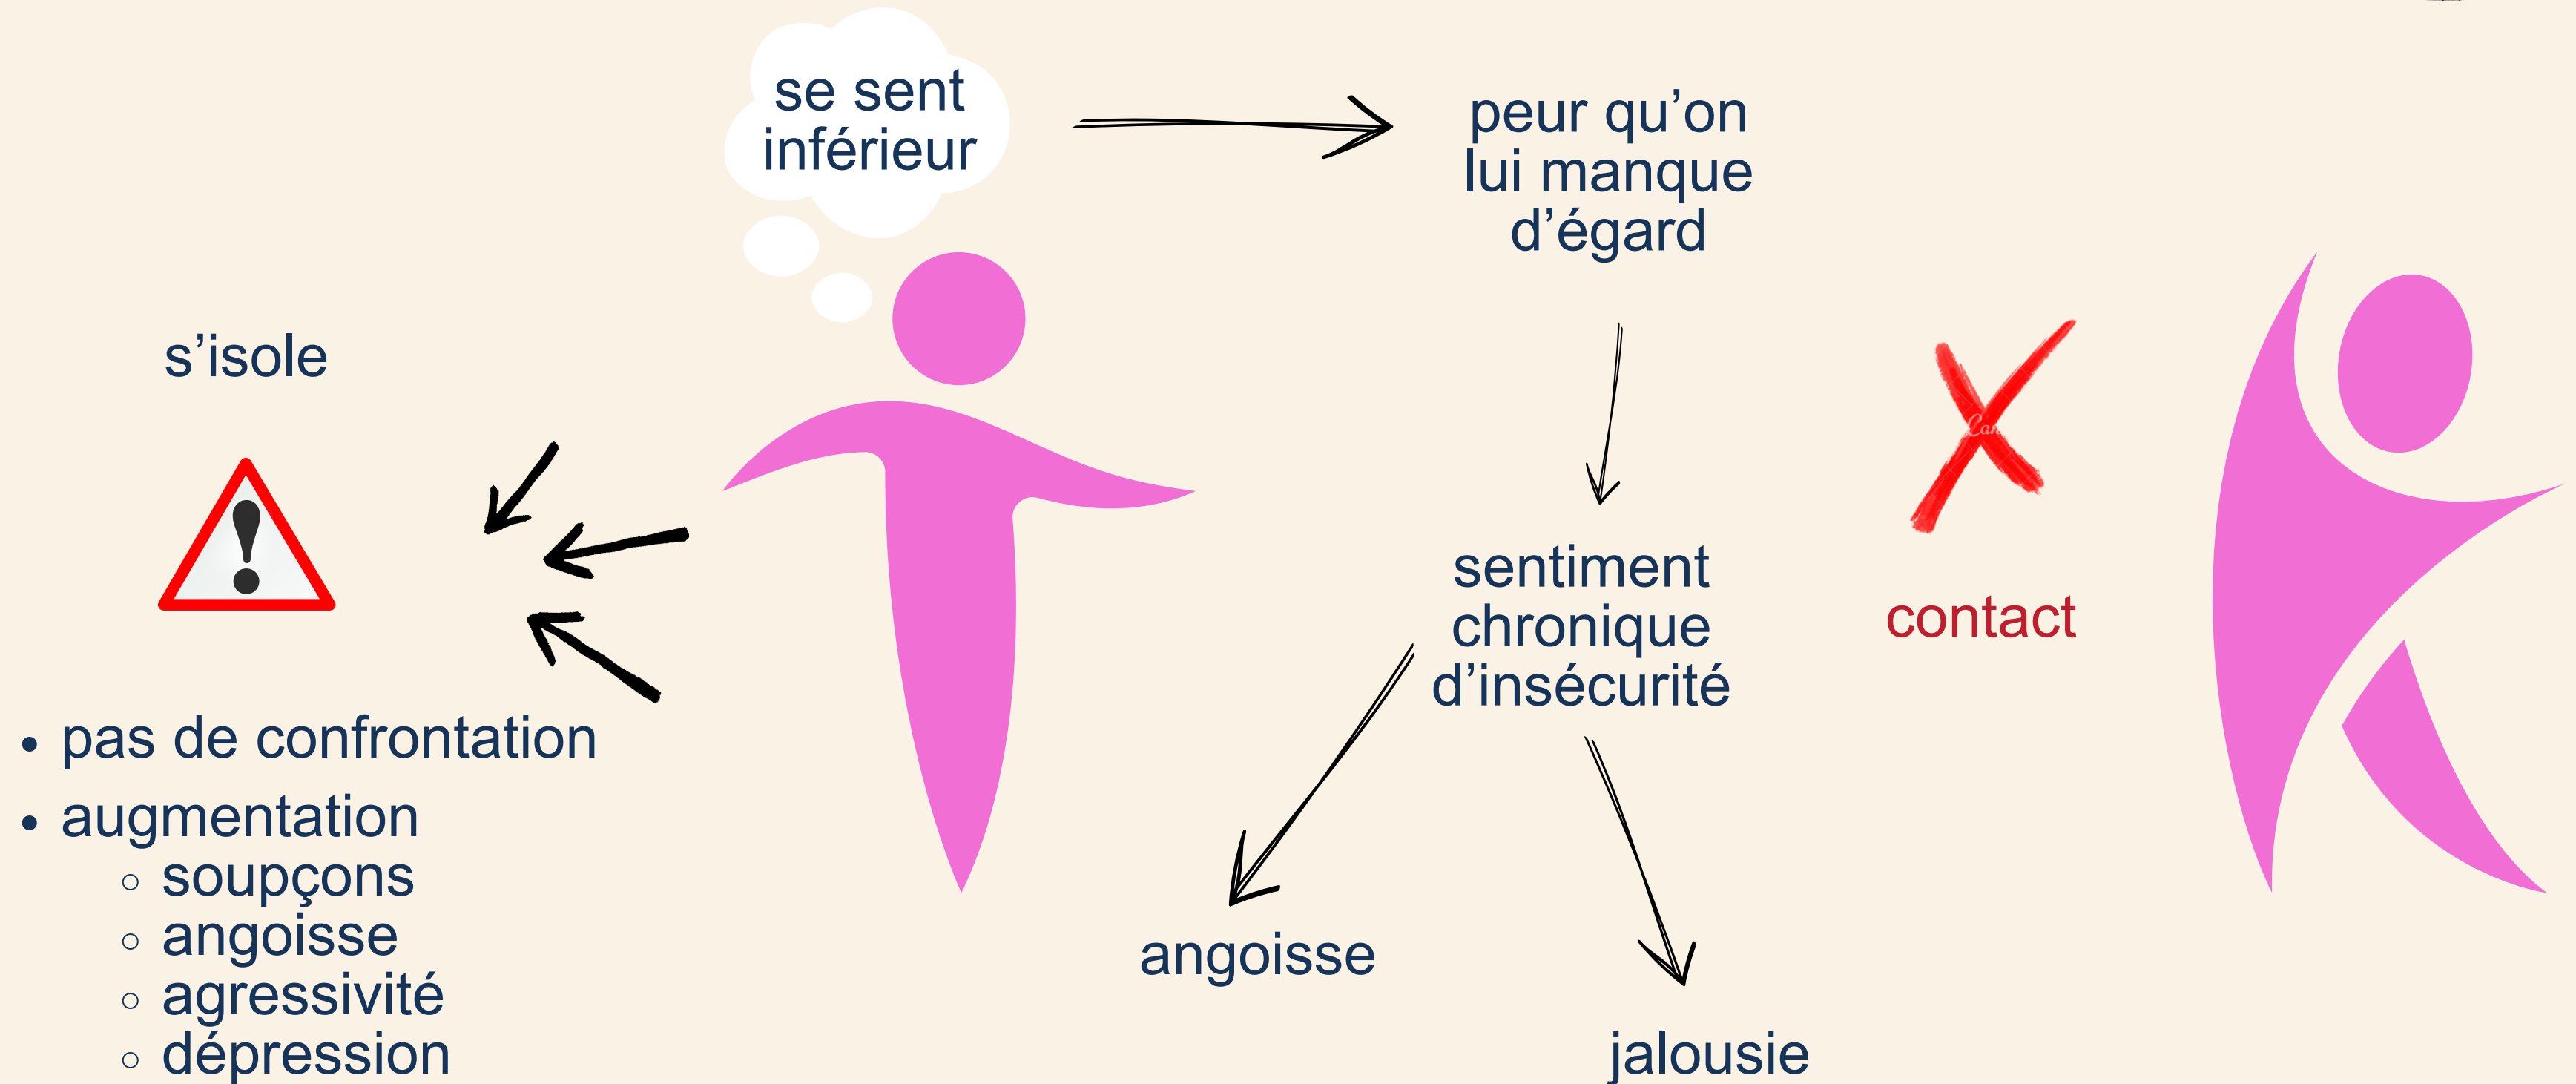 se sent
inférieur
peur qu'on
lui manque
d'égard
s'isole
sentiment
chronique
d'insécurité
contact
• pas de confrontation
• augmentation
◦ soupçons
◦ angoisse
◦ agressivité
◦ dépression
angoisse
jalousie